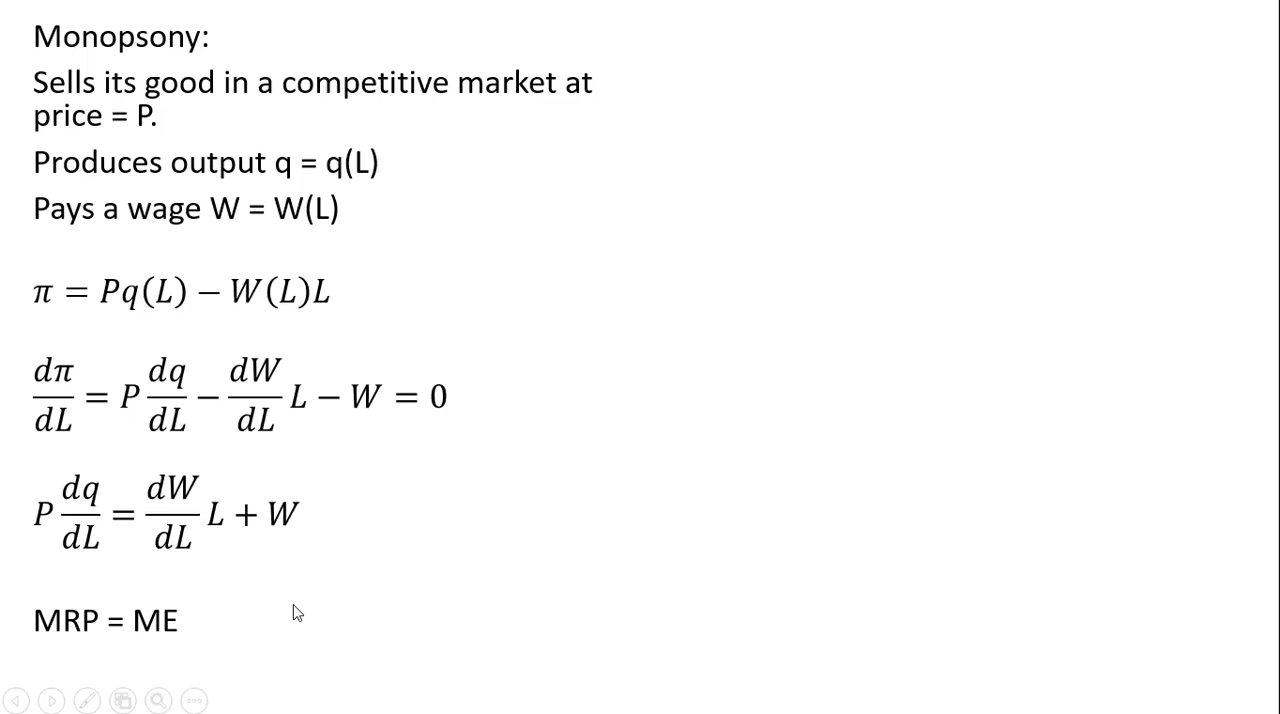 Monopsony:
Sells its good in a competitive market at
price = P.
Produces output q = q(L)
Pays a wage W = W(L)
π = Pq(L) − W(L)L
dπ/dL = P dq/dL − dW/dL L − W = 0
P dq/dL = dW/dL L + W
MRP = ME